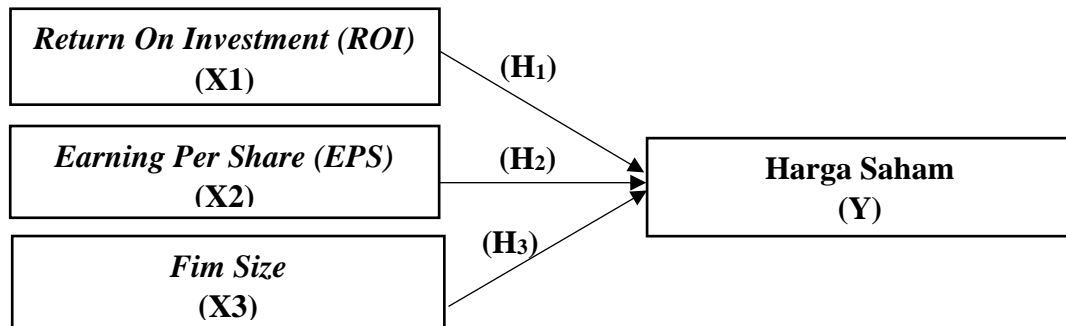 Return On Investment (ROI)
(X1)
(H1)
Earning Per Share (EPS)
(X2)
(H2)
Harga Saham
(Y)
(H3)
Fim Size
(X3)